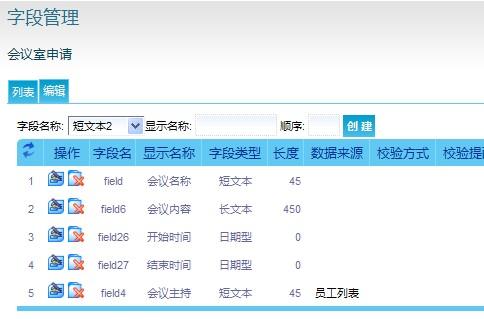 字段管理
会议室申请
列表 编辑
字段名称: 短文本2 显示名称: 顺序: 创 建
操作 字段名 显示名称 字段类型 长度 数据来源 校验方式 校验提
1 field 会议名称 短文本 45
2 field6 会议内容 长文本 450
3 field26 开始时间 日期型 0
4 field27 结束时间 日期型 0
5 field4 会议主持 短文本 45 员工列表